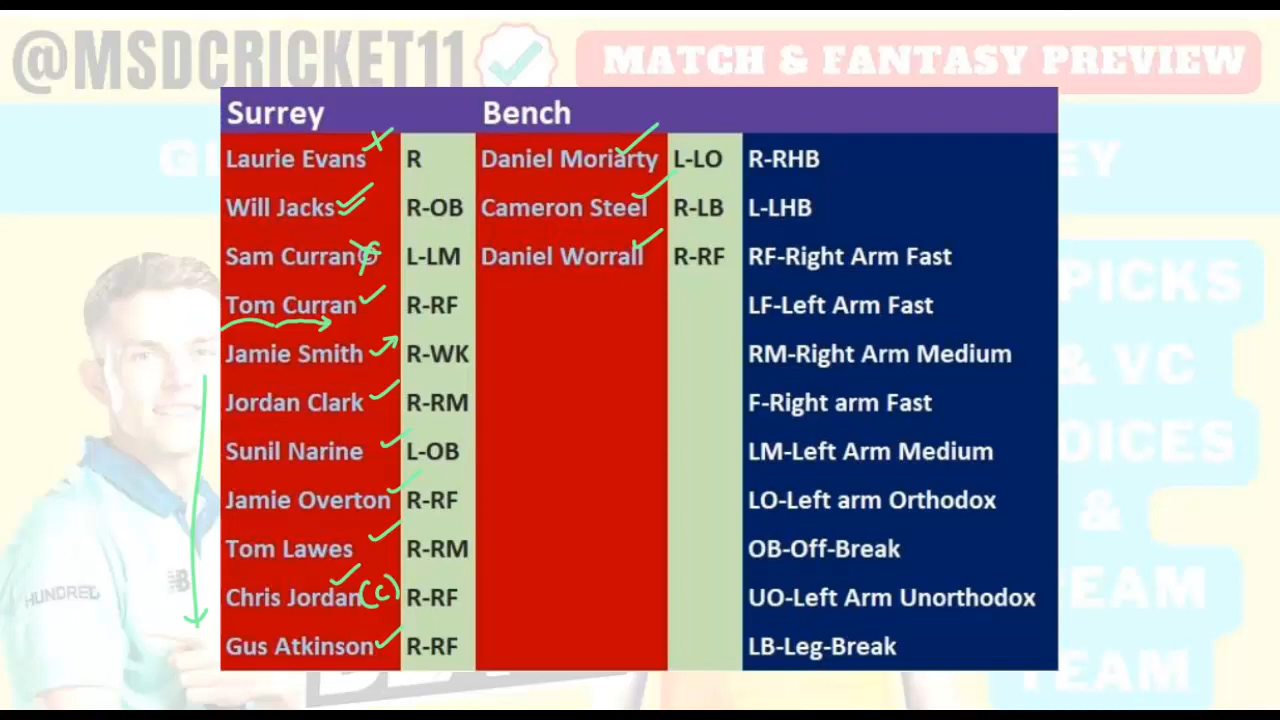 @MSDCRICKET11 MATCH & FANTASY PREVIEW
Surrey Bench
Laurie Evans R Daniel Moriarty L-LO R-RHB
Will Jacks R-OB Cameron Steel R-LB L-LHB
Sam Curran L-LM Daniel Worrall R-RF RF-Right Arm Fast
Tom Curran R-RF LF-Left Arm Fast
Jamie Smith R-WK RM-Right Arm Medium
Jordan Clark R-RM F-Right arm Fast
Sunil Narine L-OB LM-Left Arm Medium
Jamie Overton R-RF LO-Left arm Orthodox
Tom Lawes R-RM OB-Off-Break
Chris Jordan (C) R-RF UO-Left Arm Unorthodox
Gus Atkinson R-RF LB-Leg-Break
PICKS
& VC
&
TEAM
HUNDRED